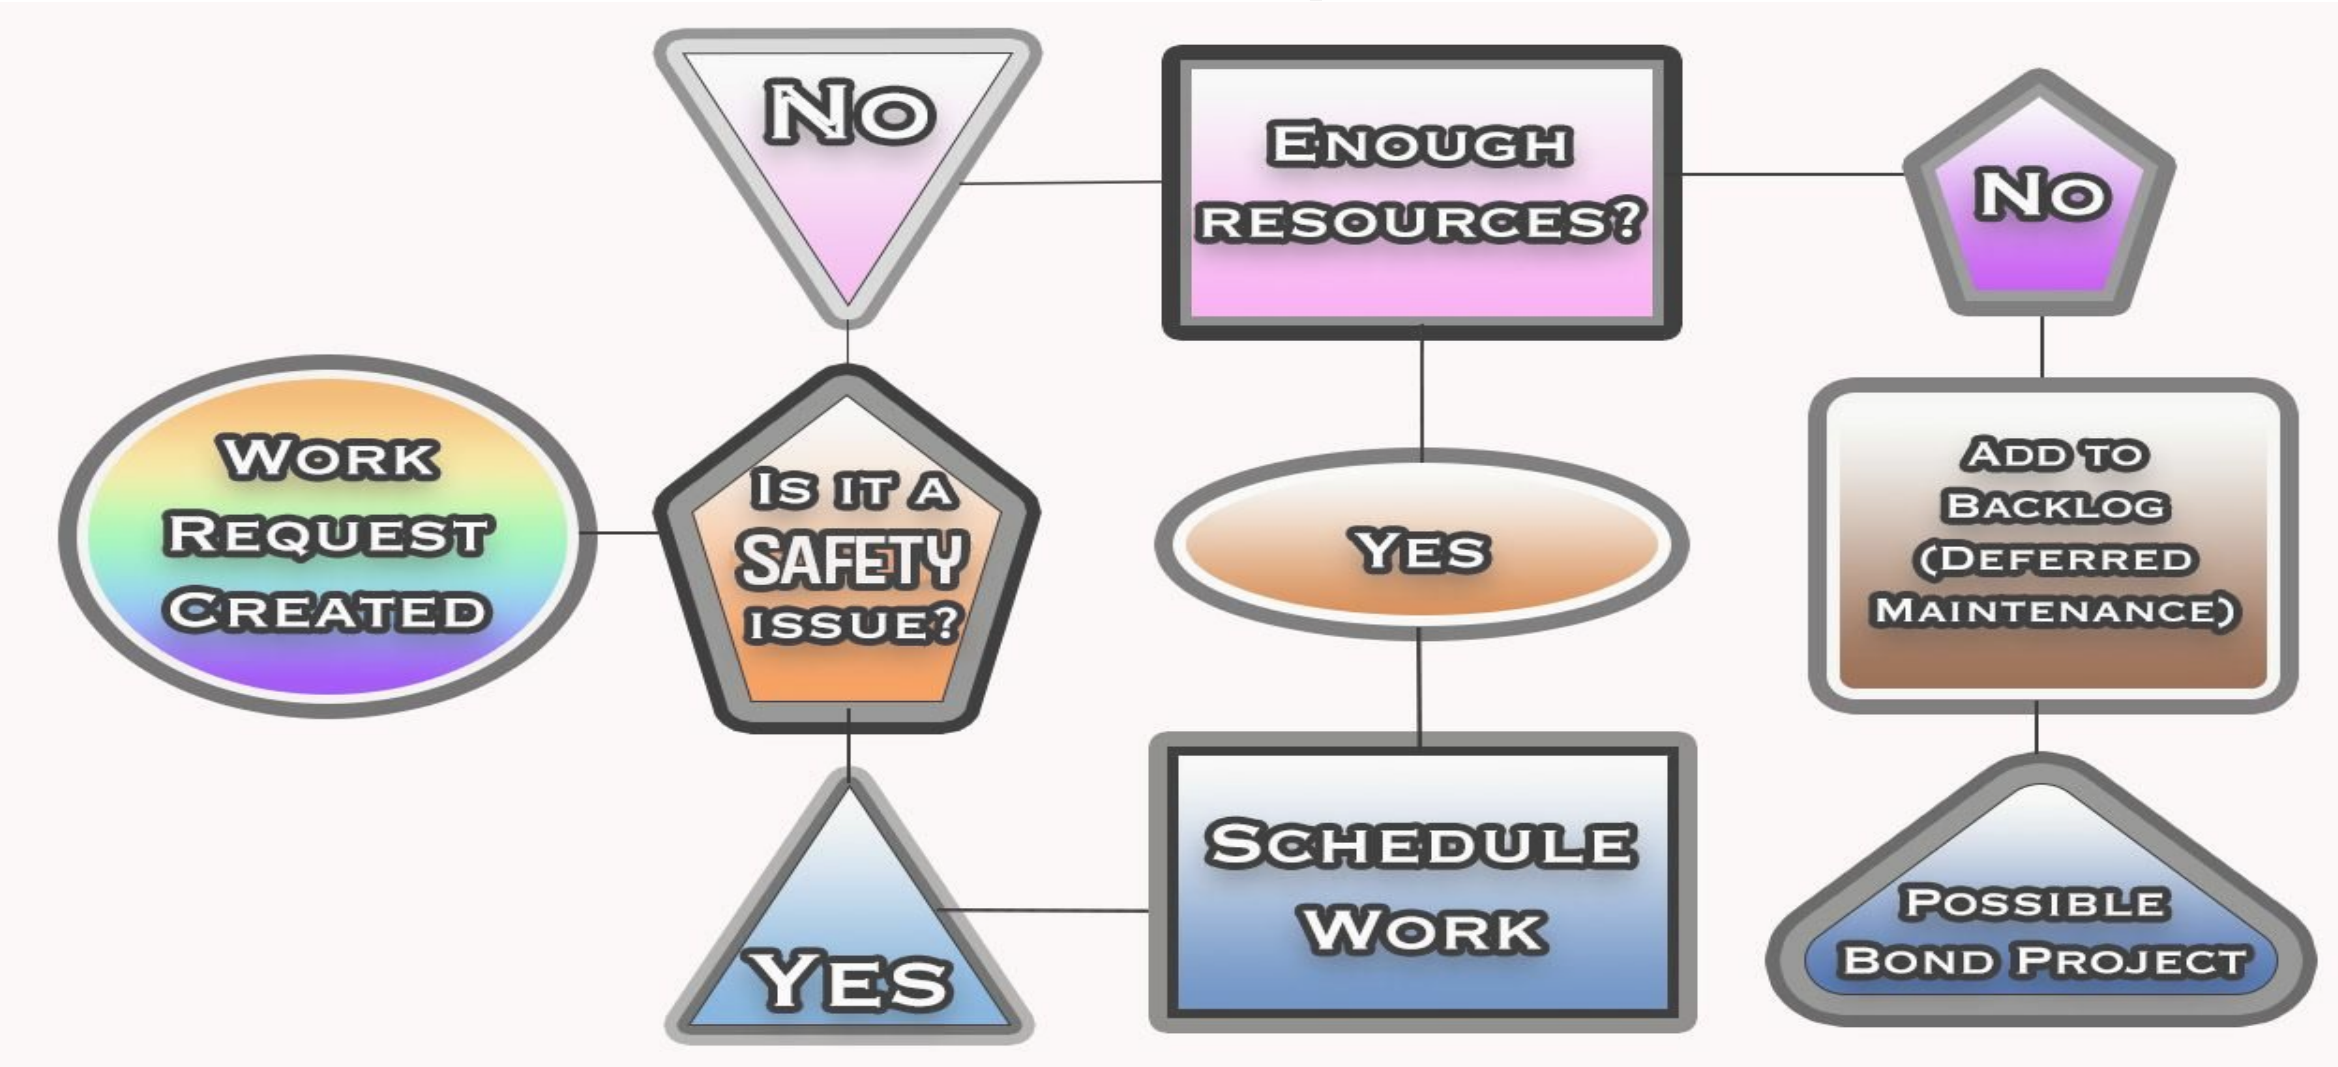 Work
Request
Created
Is it a
SAFETY
issue?
No
Yes
Enough
resources?
Yes
Schedule
Work
No
Add to
Backlog
(Deferred
Maintenance)
Possible
Bond Project